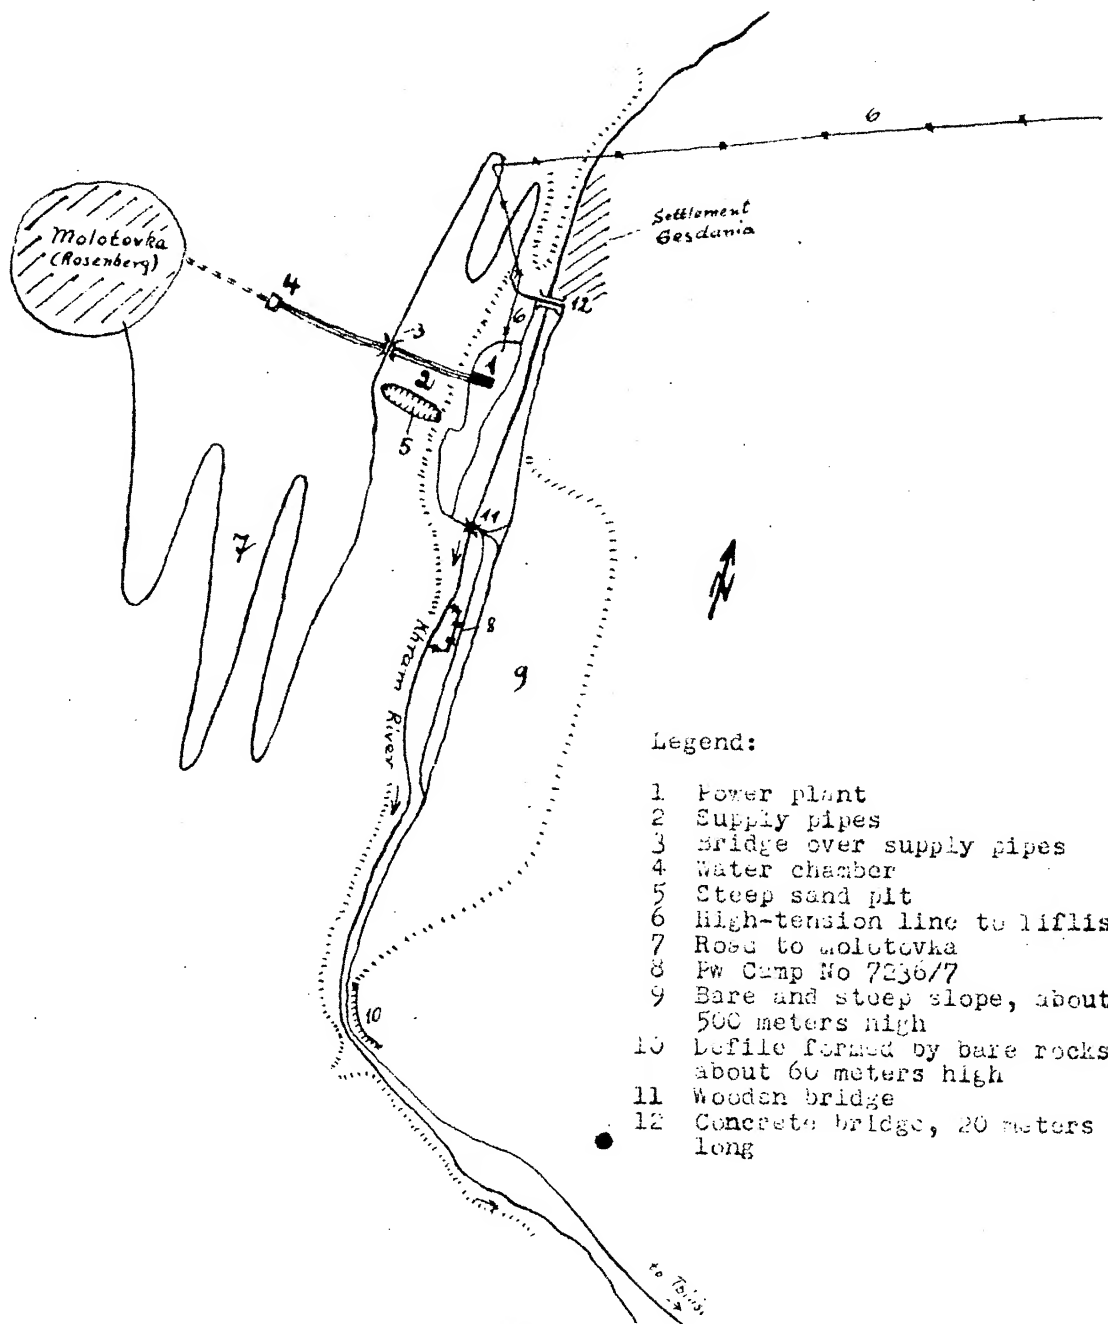 6
Settlement
Gesdania
Molotovka
(Rosenberg)
4
12
3
6
1
2
5
11
7
N
8
Khram River
9
Legend:
1 Power plant
2 Supply pipes
3 Bridge over supply pipes
4 Water chamber
5 Steep sand pit
6 High-tension line to Tiflis
7 Road to Molotovka
8 PW Camp No 7236/7
9 Bare and steep slope, about
500 meters high
10 Defile formed by bare rocks
about 60 meters high
11 Wooden bridge
12 Concrete bridge, 20 meters
long
10
to Tbilisi